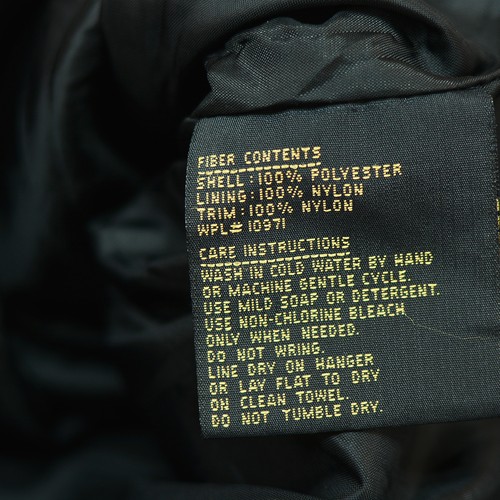 FIBER CONTENTS
SHELL: 100% POLYESTER
LINING: 100% NYLON
TRIM: 100% NYLON
WPL# 10971
CARE INSTRUCTIONS
WASH IN COLD WATER BY HAND
OR MACHINE GENTLE CYCLE.
USE MILD SOAP OR DETERGENT.
USE NON-CHLORINE BLEACH
ONLY WHEN NEEDED.
DO NOT WRING.
LINE DRY ON HANGER
OR LAY FLAT TO DRY
ON CLEAN TOWEL.
DO NOT TUMBLE DRY.